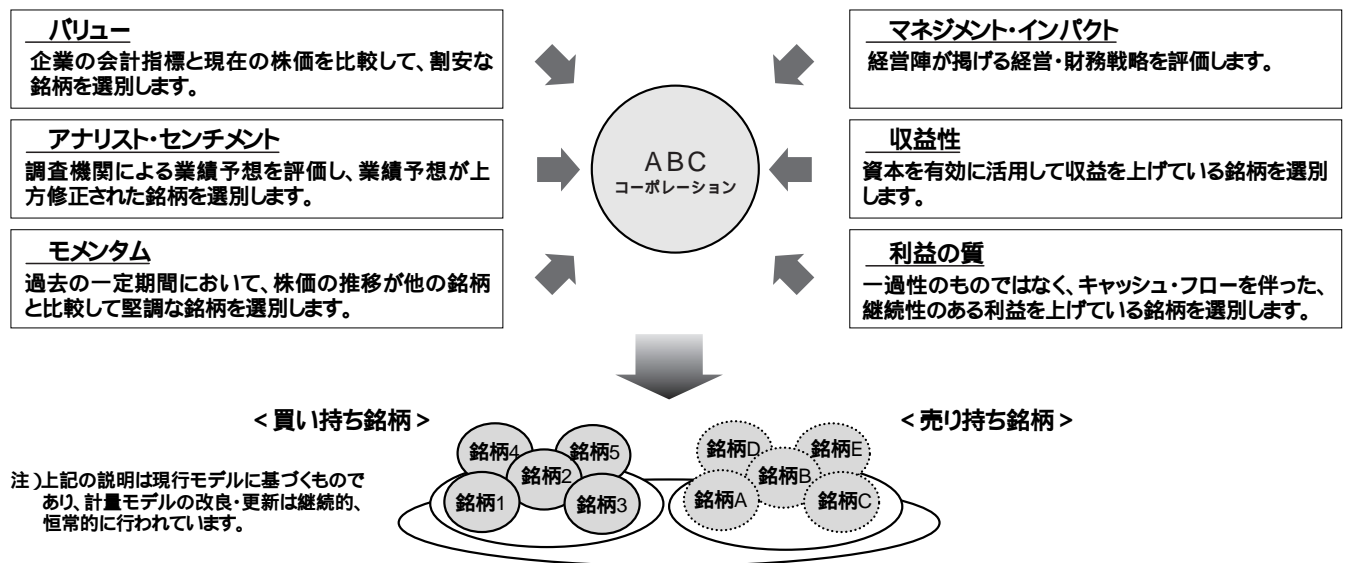 バリュー
企業の会計指標と現在の株価を比較して、割安な
銘柄を選別します。
アナリスト・センチメント
調査機関による業績予想を評価し、業績予想が上
方修正された銘柄を選別します。
モメンタム
過去の一定期間において、株価の推移が他の銘柄
と比較して堅調な銘柄を選別します。
ABC
コーポレーション
マネジメント・インパクト
経営陣が掲げる経営・財務戦略を評価します。
収益性
資本を有効に活用して収益を上げている銘柄を選別
します。
利益の質
一過性のものではなく、キャッシュ・フローを伴った、
継続性のある利益を上げている銘柄を選別します。
<買い持ち銘柄>
<売り持ち銘柄>
銘柄4
銘柄5
銘柄2
銘柄1
銘柄3
銘柄D
銘柄E
銘柄B
銘柄A
銘柄C
注)上記の説明は現行モデルに基づくもので
あり、計量モデルの改良・更新は継続的、
恒常的に行われています。